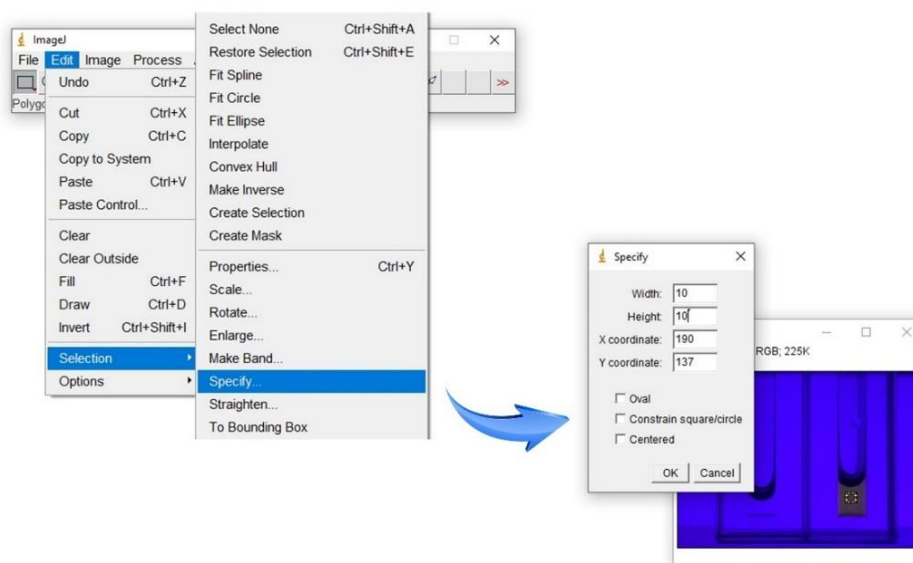 ImageJ
File Edit Image Process
Polygo
Undo Ctrl+Z
Cut Ctrl+X
Copy Ctrl+C
Copy to System
Paste Ctrl+V
Paste Control...
Clear
Clear Outside
Fill Ctrl+F
Draw Ctrl+D
Invert Ctrl+Shift+I
Selection
Options
Select None Ctrl+Shift+A
Restore Selection Ctrl+Shift+E
Fit Spline
Fit Circle
Fit Ellipse
Interpolate
Convex Hull
Make Inverse
Create Selection
Create Mask
Properties... Ctrl+Y
Scale...
Rotate...
Enlarge...
Make Band...
Specify...
Straighten...
To Bounding Box
Specify
Width: 10
Height: 10
X coordinate: 190
Y coordinate: 137
Oval
Constrain square/circle
Centered
OK Cancel
RGB; 225K